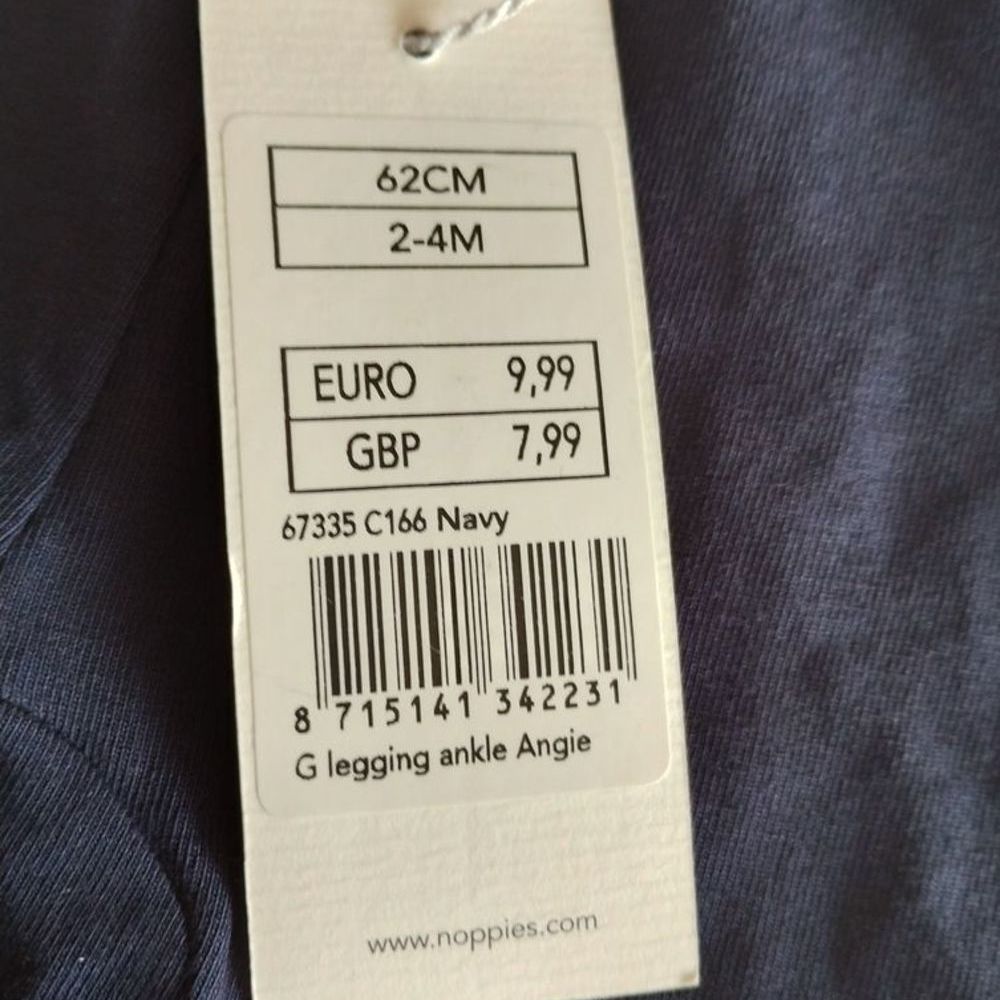 62CM
2-4M
EURO 9,99
GBP 7,99
67335 C166 Navy
8 715141 342231
G legging ankle Angie
www.noppies.com